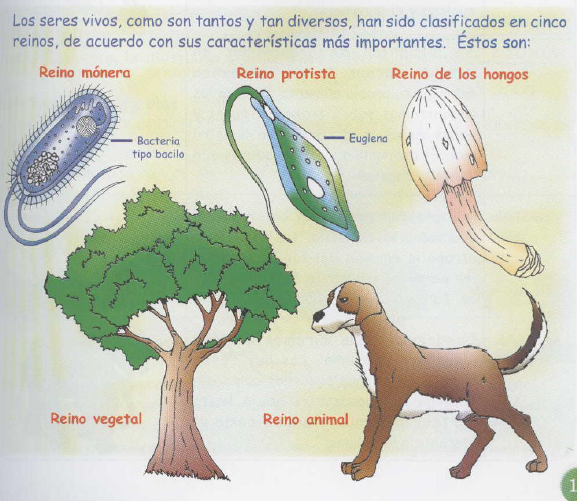 Los seres vivos, como son tantos y tan diversos, han sido clasificados en cinco
reinos, de acuerdo con sus características más importantes. Éstos son:
Reino mónera
Reino protista
Reino de los hongos
Bacteria
tipo bacilo
Euglena
Reino vegetal
Reino animal